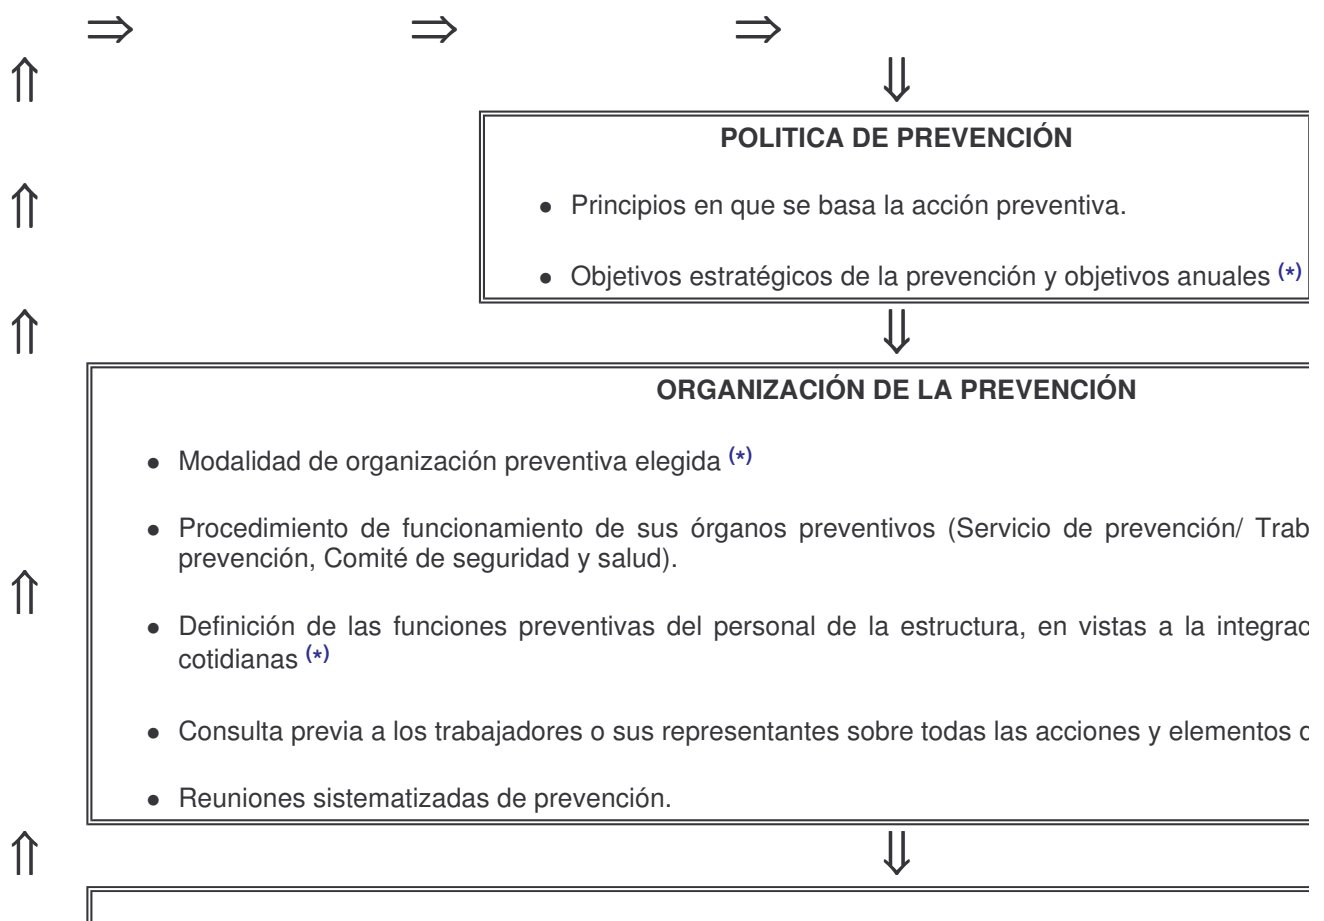 ⇒ ⇒ ⇒
⇑ ⇓
POLITICA DE PREVENCIÓN
⇑
• Principios en que se basa la acción preventiva.
• Objetivos estratégicos de la prevención y objetivos anuales (*)
⇑ ⇓
ORGANIZACIÓN DE LA PREVENCIÓN
• Modalidad de organización preventiva elegida (*)
• Procedimiento de funcionamiento de sus órganos preventivos (Servicio de prevención/
prevención, Comité de seguridad y salud).
⇑
• Definición de las funciones preventivas del personal de la estructura, en vistas a la
cotidianas (*)
• Consulta previa a los trabajadores o sus representantes sobre todas las acciones y elementos
• Reuniones sistematizadas de prevención.
⇑ ⇓